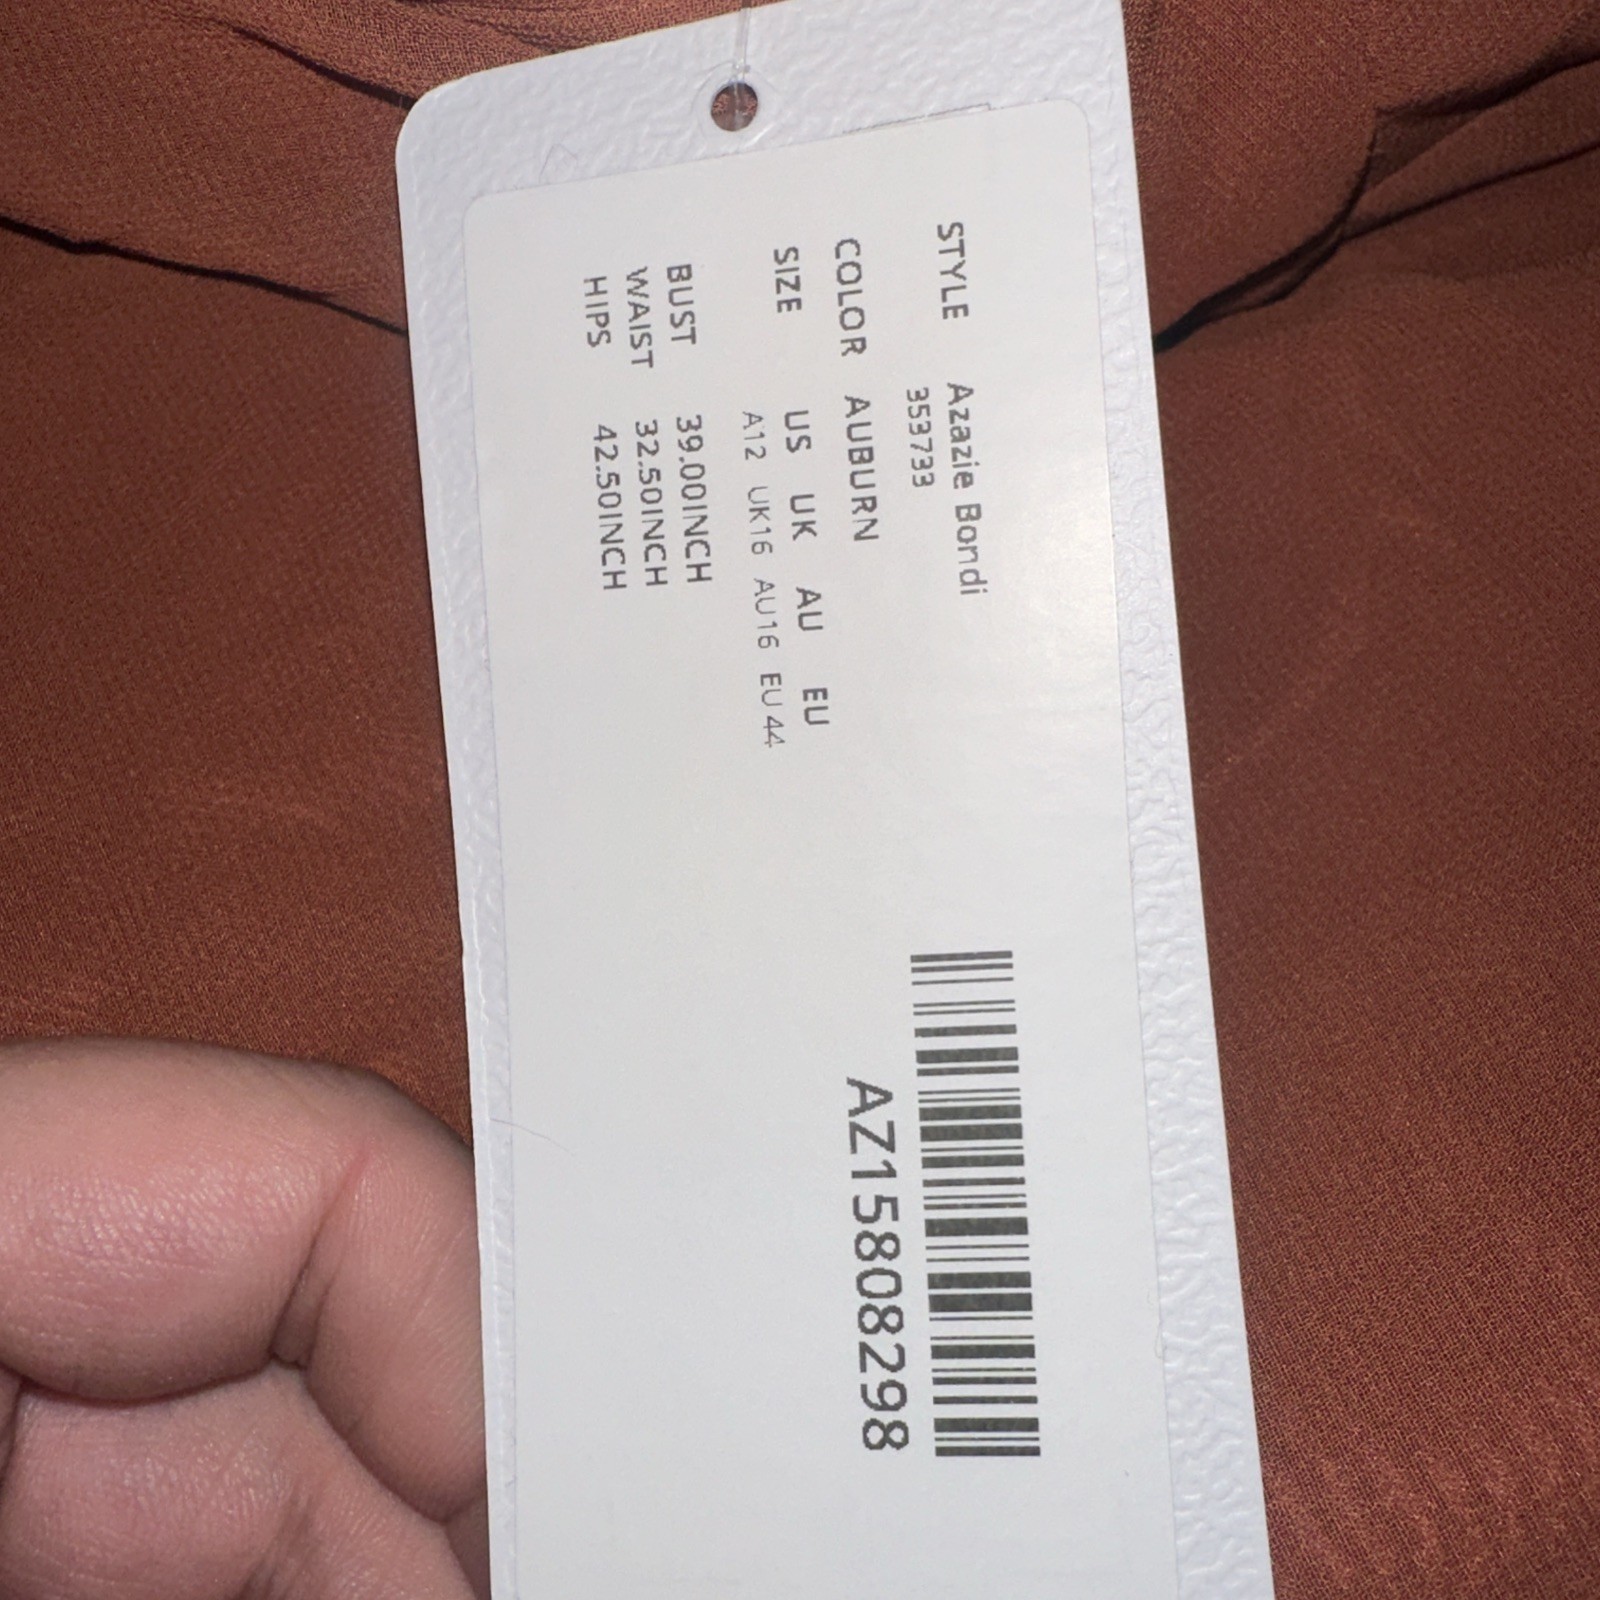 STYLE Azazie Bondi
353733
COLOR AUBURN
SIZE US UK AU EU
A12 UK16 AU16 EU44
BUST 39.00INCH
WAIST 32.50INCH
HIPS 42.50INCH
AZ15808298